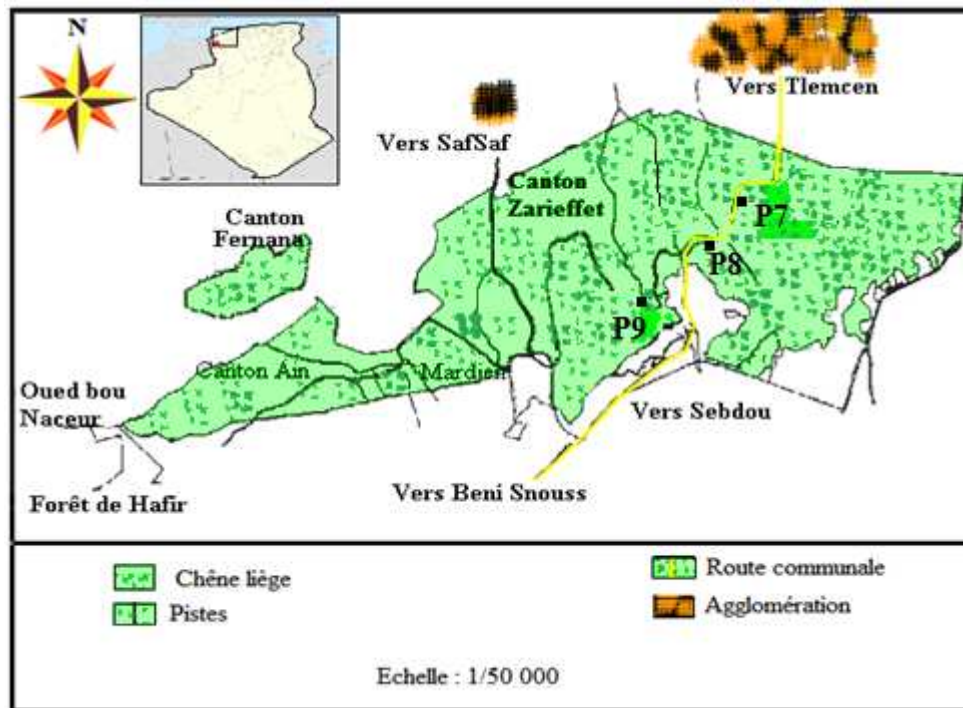 N
Vers Tlemcen
Vers SafSaf
Canton
Zarieffet
Canton
Fernana
P7
P8
P9
Canton Ain Mardjen
Oued bou
Naceur
Vers Sebdou
Vers Beni Snouss
Forêt de Hafir
Chêne liège
Route communale
Pistes
Agglomération
Echelle : 1/50 000